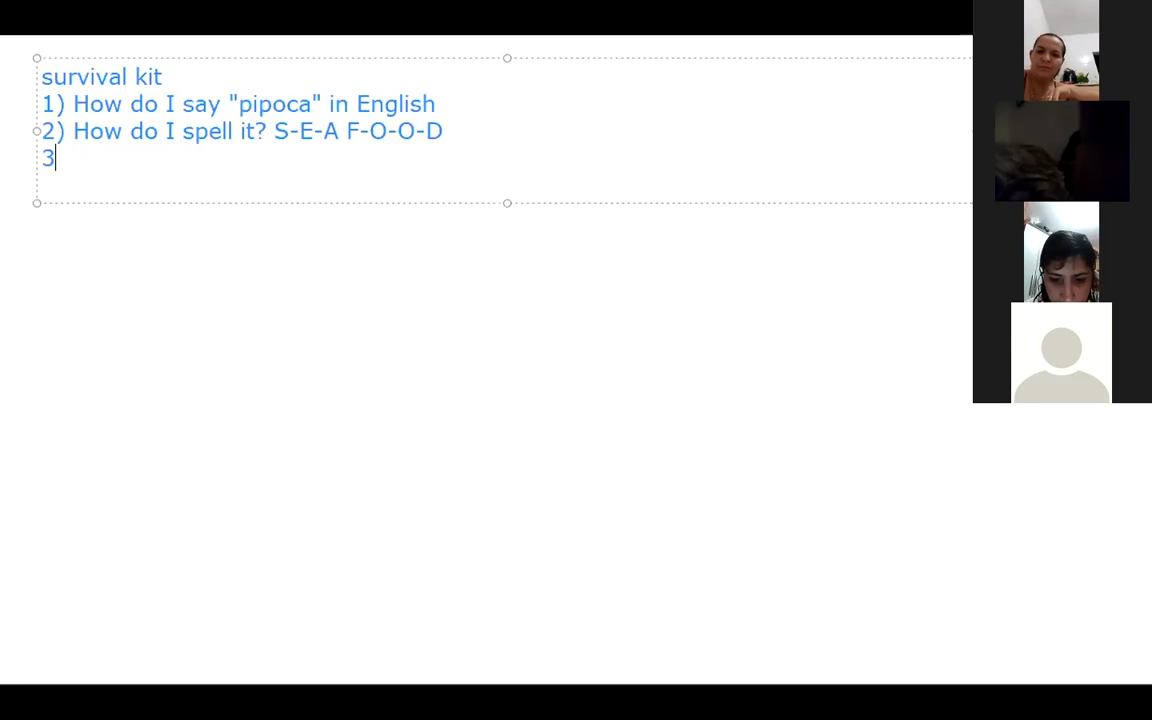 survival kit
1) How do I say "pipoca" in English
2) How do I spell it? S-E-A F-O-O-D
3